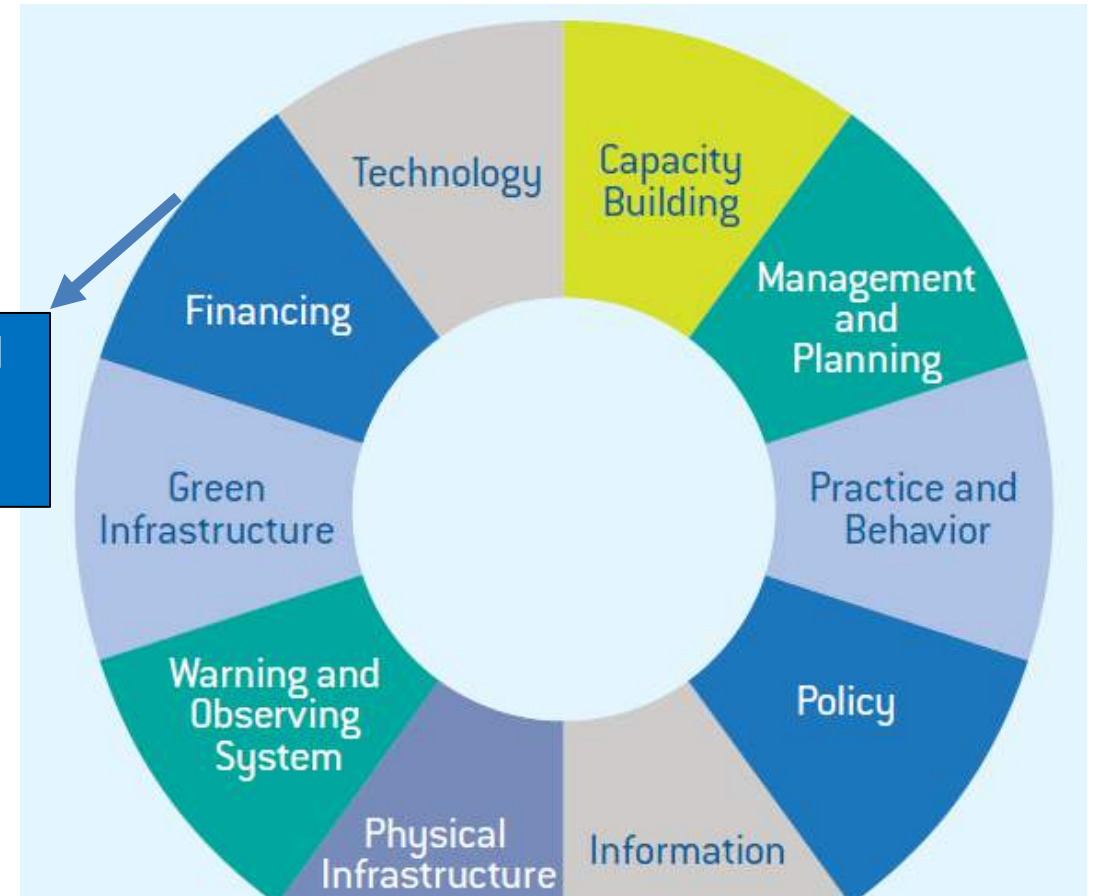 Technology
Capacity
Building
Management
and
Planning
Financing
Green
Infrastructure
Practice and
Behavior
Warning and
Observing
System
Policy
Physical
Infrastructure
Information